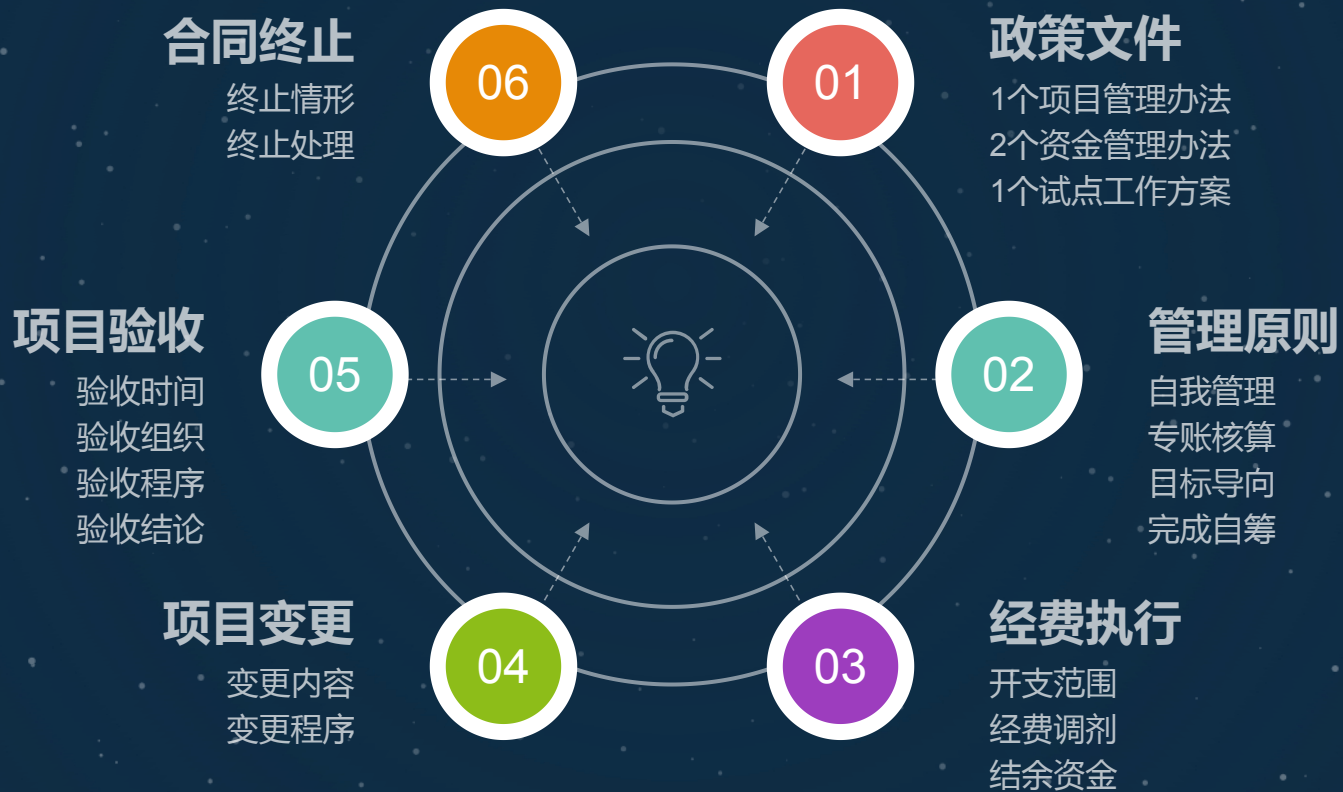 01
政策文件
1个项目管理办法
2个资金管理办法
1个试点工作方案
02
管理原则
自我管理
专账核算
目标导向
完成自筹
03
经费执行
开支范围
经费调剂
结余资金
04
项目变更
变更内容
变更程序
05
项目验收
验收时间
验收组织
验收程序
验收结论
06
合同终止
终止情形
终止处理